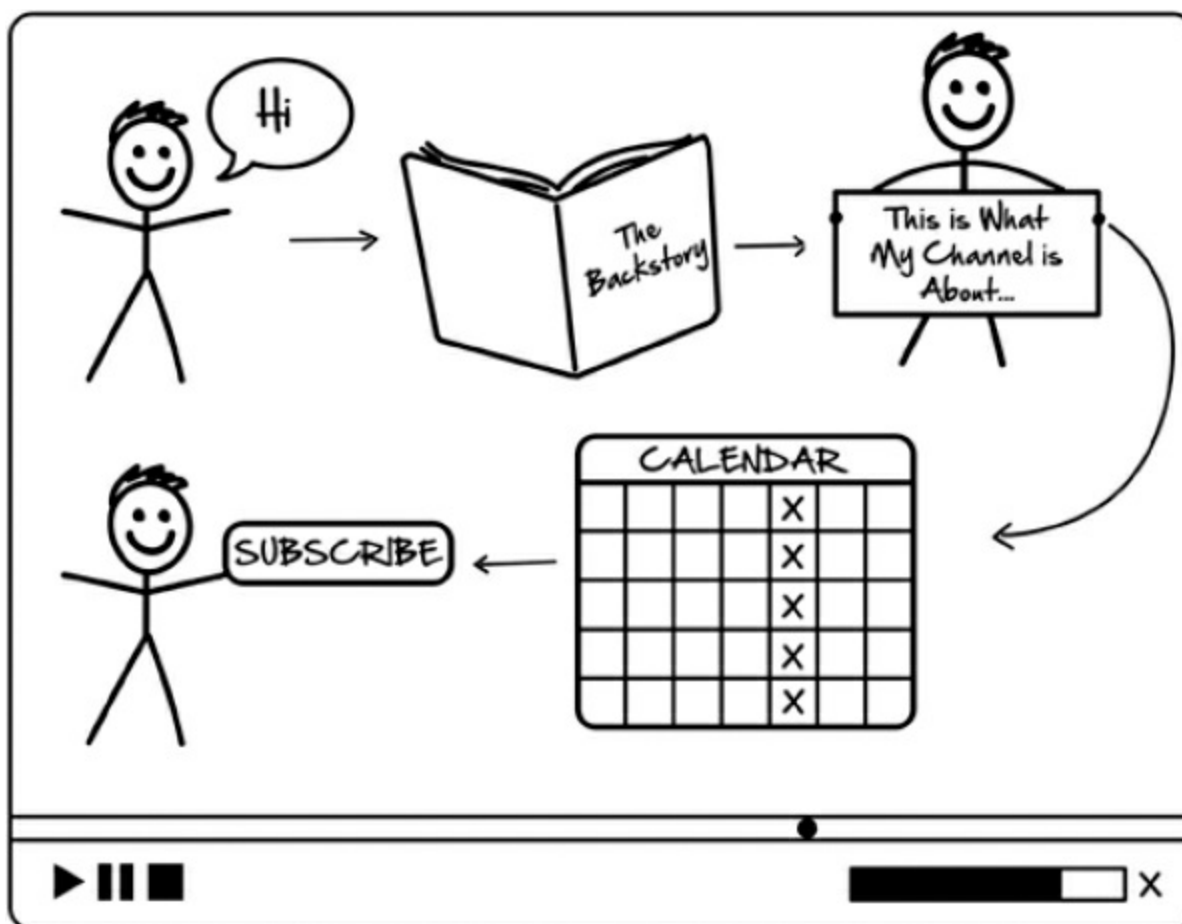 Hi
The
Backstory
This is What
My Channel is
About...
CALENDAR
X
X
X
X
X
SUBSCRIBE
X